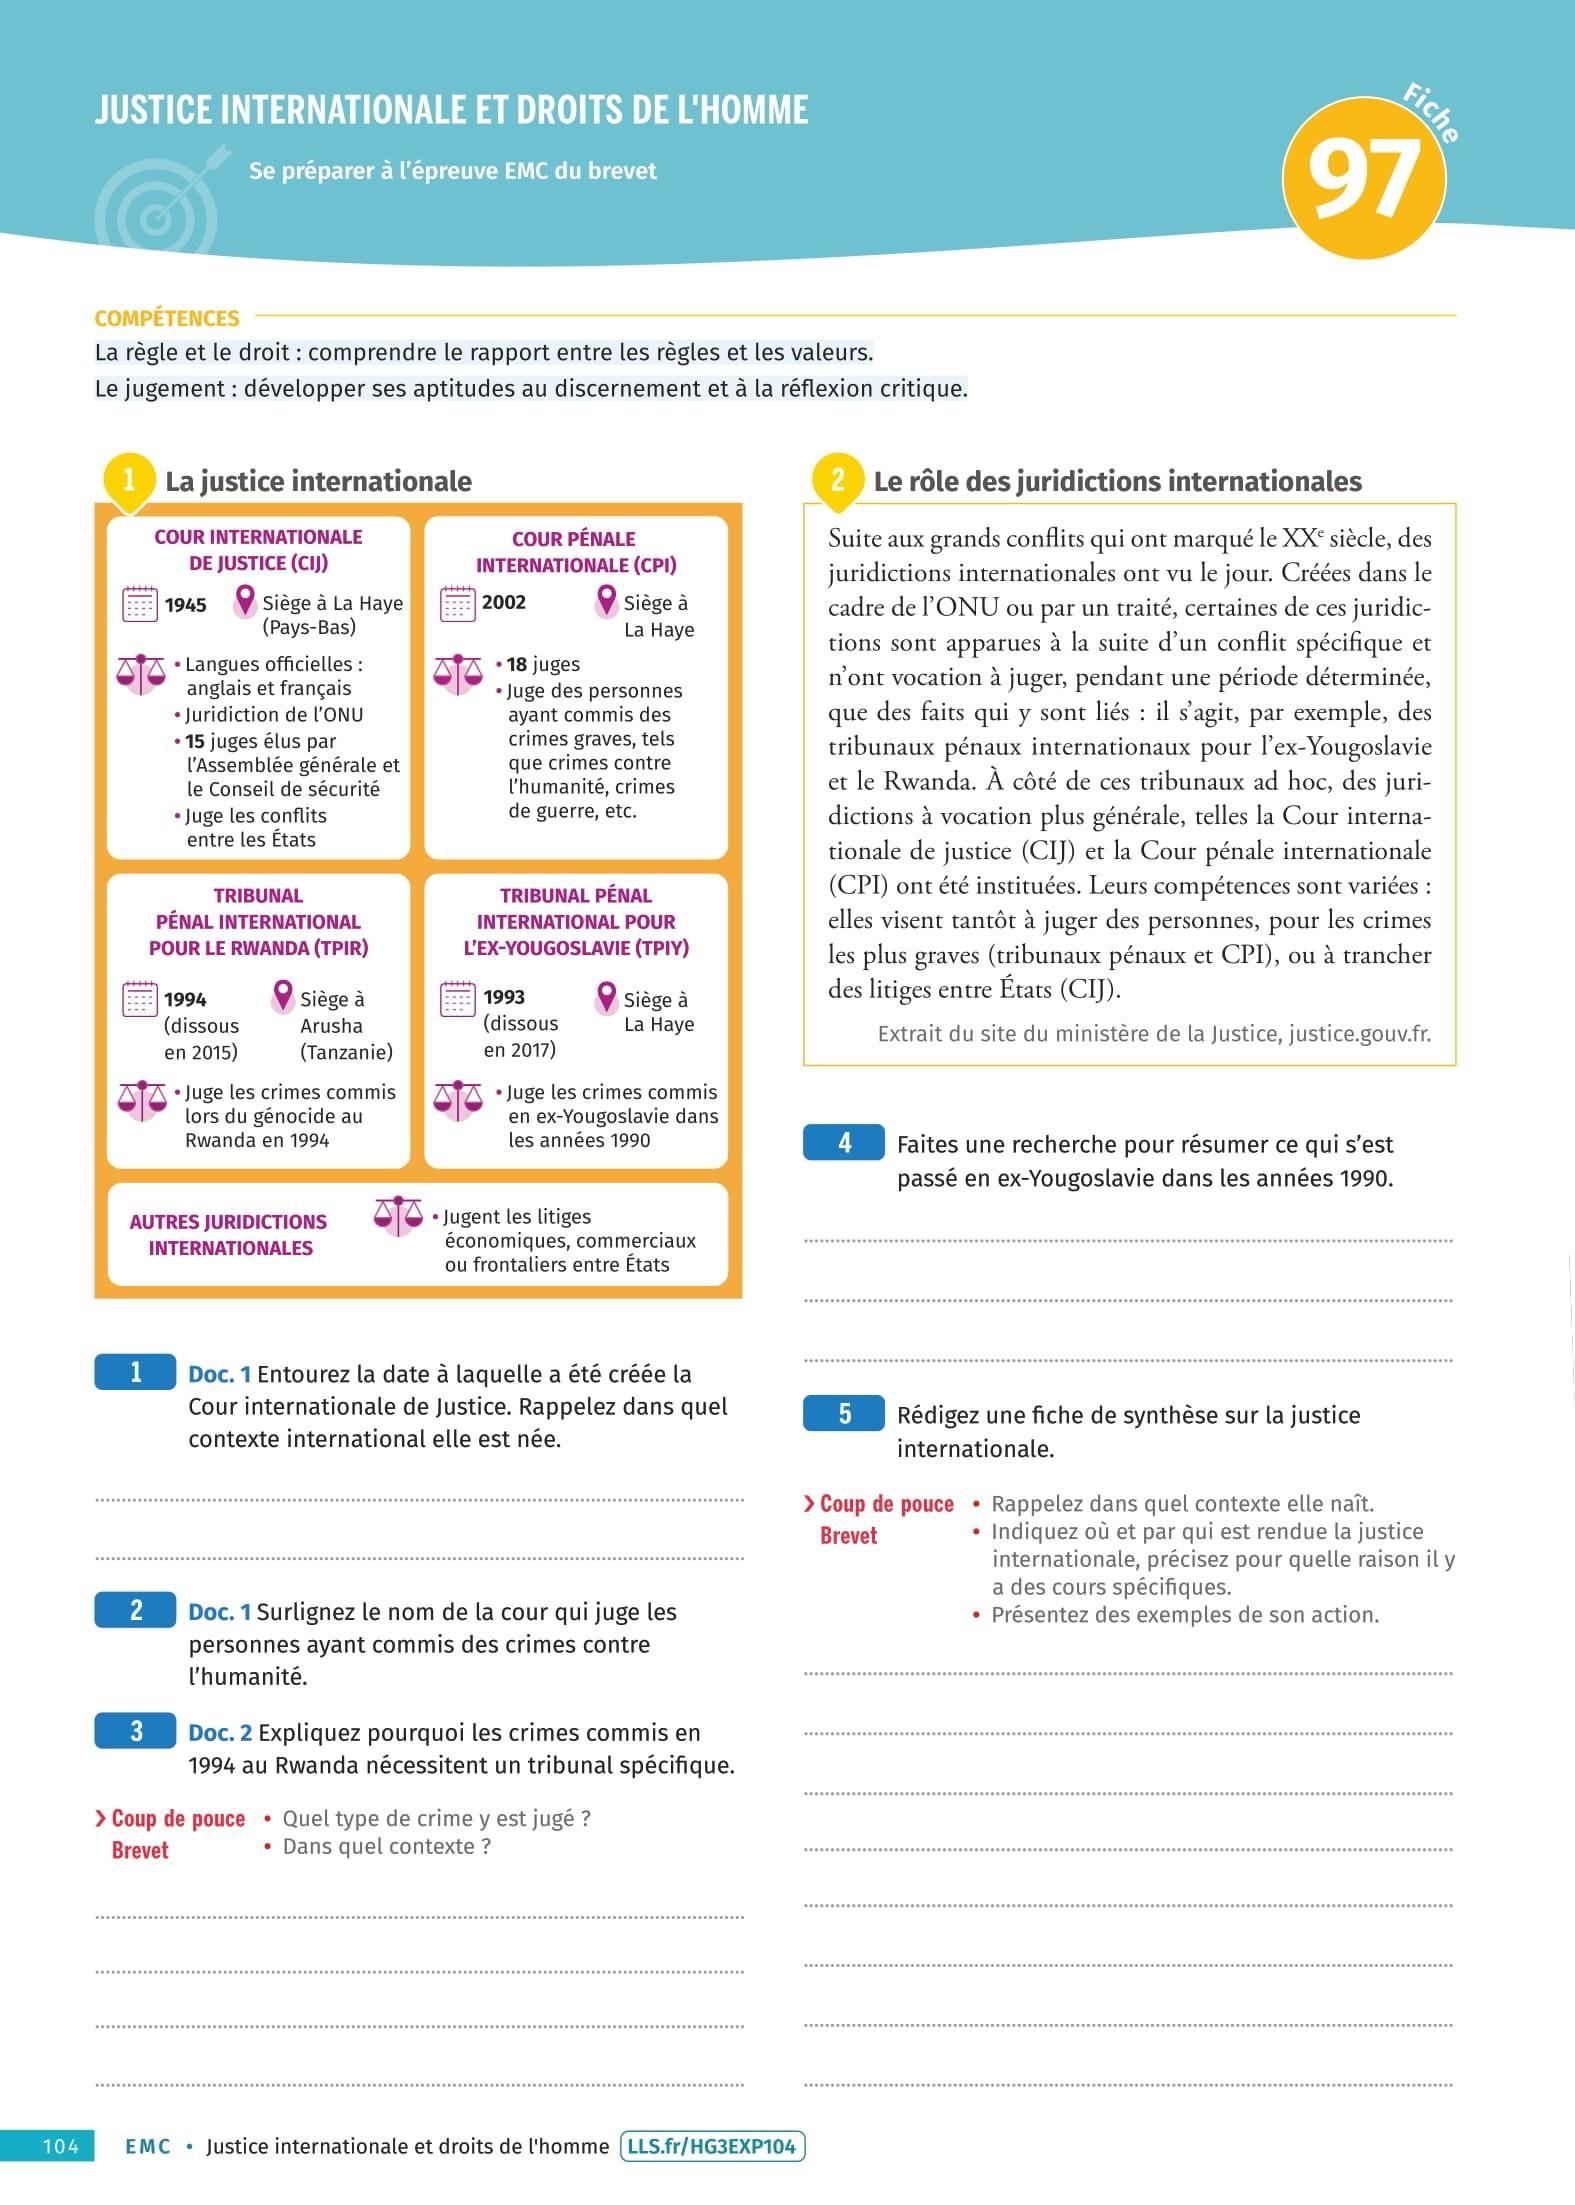 JUSTICE INTERNATIONALE ET DROITS DE L'HOMME
Se préparer à l'épreuve EMC du brevet
Fiche
97
COMPÉTENCES
La règle et le droit : comprendre le rapport entre les règles et les valeurs.
Le jugement : développer ses aptitudes au discernement et à la réflexion critique.
1 La justice internationale
COUR INTERNATIONALE
DE JUSTICE (CIJ)
1945
Siège à La Haye
(Pays-Bas)
• Langues officielles :
anglais et français
• Juridiction de l'ONU
• 15 juges élus par
l'Assemblée générale et
le Conseil de sécurité
• Juge les conflits
entre les États
COUR PÉNALE
INTERNATIONALE (CPI)
2002
Siège à
La Haye
• 18 juges
• Juge des personnes
ayant commis des
crimes graves, tels
que crimes contre
l'humanité, crimes
de guerre, etc.
TRIBUNAL
PÉNAL INTERNATIONAL
POUR LE RWANDA (TPIR)
1994
(dissous
en 2015)
Siège à
Arusha
(Tanzanie)
• Juge les crimes commis
lors du génocide au
Rwanda en 1994
TRIBUNAL PÉNAL
INTERNATIONAL POUR
L'EX-YOUGOSLAVIE (TPIY)
1993
(dissous
en 2017)
Siège à
La Haye
• Juge les crimes commis
en ex-Yougoslavie dans
les années 1990
AUTRES JURIDICTIONS
INTERNATIONALES
• Jugent les litiges
économiques, commerciaux
ou frontaliers entre États
1 Doc. 1 Entourez la date à laquelle a été créée la
Cour internationale de Justice. Rappelez dans quel
contexte international elle est née.
2 Doc. 1 Surlignez le nom de la cour qui juge les
personnes ayant commis des crimes contre
l'humanité.
3 Doc. 2 Expliquez pourquoi les crimes commis en
1994 au Rwanda nécessitent un tribunal spécifique.
Coup de pouce
Brevet
• Quel type de crime y est jugé ?
• Dans quel contexte ?
2 Le rôle des juridictions internationales
Suite aux grands conflits qui ont marqué le XXe siècle, des
juridictions internationales ont vu le jour. Créées dans le
cadre de l'ONU ou par un traité, certaines de ces juridic-
tions sont apparues à la suite d'un conflit spécifique et
n'ont vocation à juger, pendant une période déterminée,
que des faits qui y sont liés : il s'agit, par exemple, des
tribunaux pénaux internationaux pour l'ex-Yougoslavie
et le Rwanda. À côté de ces tribunaux ad hoc, des juri-
dictions à vocation plus générale, telles la Cour interna-
tionale de justice (CIJ) et la Cour pénale internationale
(CPI) ont été instituées. Leurs compétences sont variées :
elles visent tantôt à juger des personnes, pour les crimes
les plus graves (tribunaux pénaux et CPI), ou à trancher
des litiges entre États (CIJ).
Extrait du site du ministère de la Justice, justice.gouv.fr.
4 Faites une recherche pour résumer ce qui s'est
passé en ex-Yougoslavie dans les années 1990.
5 Rédigez une fiche de synthèse sur la justice
internationale.
Coup de pouce
Brevet
• Rappelez dans quel contexte elle naît.
• Indiquez où et par qui est rendue la justice
internationale, précisez pour quelle raison il y
a des cours spécifiques.
• Présentez des exemples de son action.
104 EMC • Justice internationale et droits de l'homme LLS.fr/HG3EXP104